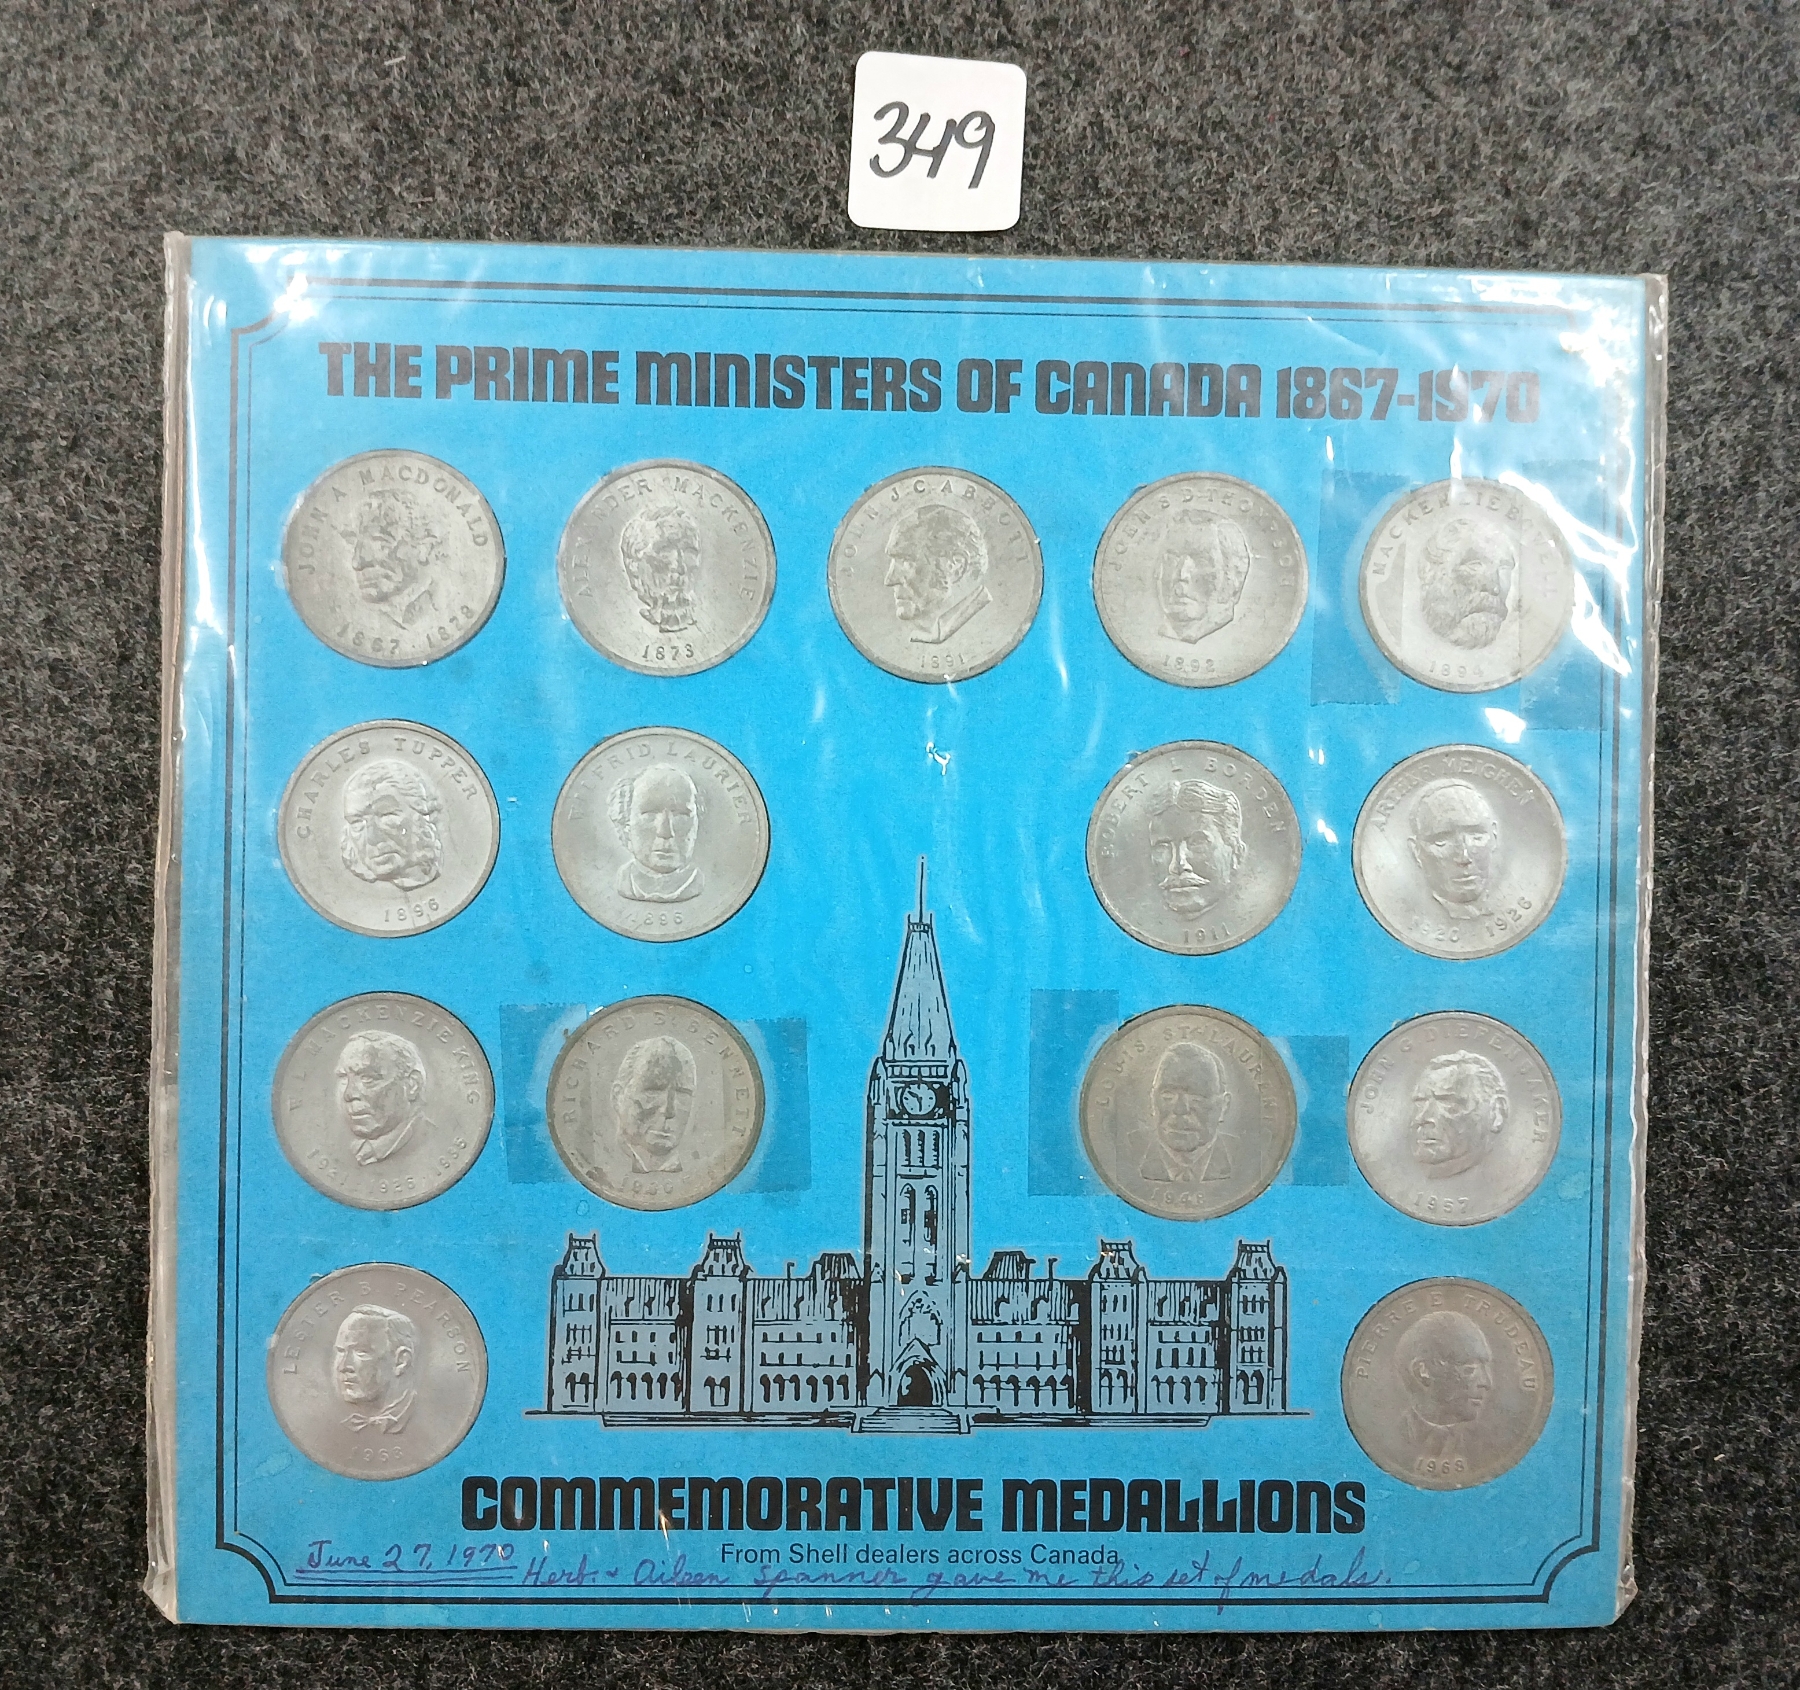 349
THE PRIME MINISTERS OF CANADA 1867-1970
JOHN A MACDONALD
1867 1878
ALEXANDER MACKENZIE
1873
JOHN J.C. ABBOTT
1891
JOHN S D THOMPSON
1892
MACKENZIE BOWELL
1894
CHARLES TUPPER
1896
WILFRID LAURIER
1896
ROBERT L BORDEN
1911
ARTHUR MEIGHEN
1920 1926
W L MACKENZIE KING
1921 1926 1935
RICHARD B BENNETT
1930
LOUIS ST LAURENT
1948
JOHN G DIEFENBAKER
1957
LESTER B PEARSON
1963
PIERRE E TRUDEAU
1968
COMMEMORATIVE MEDALLIONS
From Shell dealers across Canada
June 27, 1970 Herb. & Aileen Spanner gave me this set of medals.